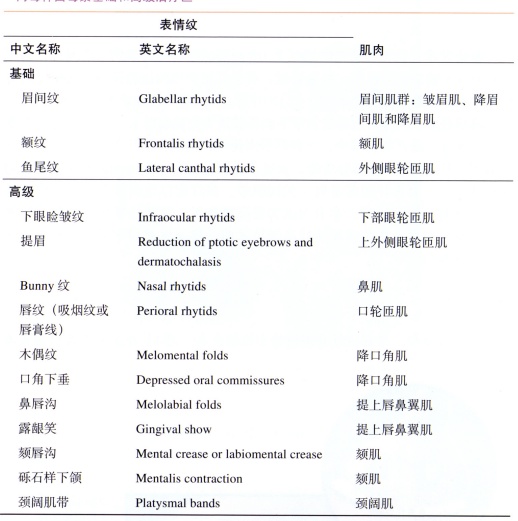 表情纹
中文名称 英文名称 肌肉
基础
眉间纹 Glabellar rhytids 眉间肌群：皱眉肌、降眉
间肌和降眉肌
额纹 Frontalis rhytids 额肌
鱼尾纹 Lateral canthal rhytids 外侧眼轮匝肌
高级
下眼睑皱纹 Infraocular rhytids 下部眼轮匝肌
提眉 Reduction of ptotic eyebrows and 上外侧眼轮匝肌
dermatochalasis
Bunny 纹 Nasal rhytids 鼻肌
唇纹（吸烟纹或 Perioral rhytids 口轮匝肌
唇膏线）
木偶纹 Melomental folds 降口角肌
口角下垂 Depressed oral commissures 降口角肌
鼻唇沟 Melolabial folds 提上唇鼻翼肌
露龈笑 Gingival show 提上唇鼻翼肌
颏唇沟 Mental crease or labiomental crease 颏肌
砾石样下颌 Mentalis contraction 颏肌
颈阔肌带 Platysmal bands 颈阔肌